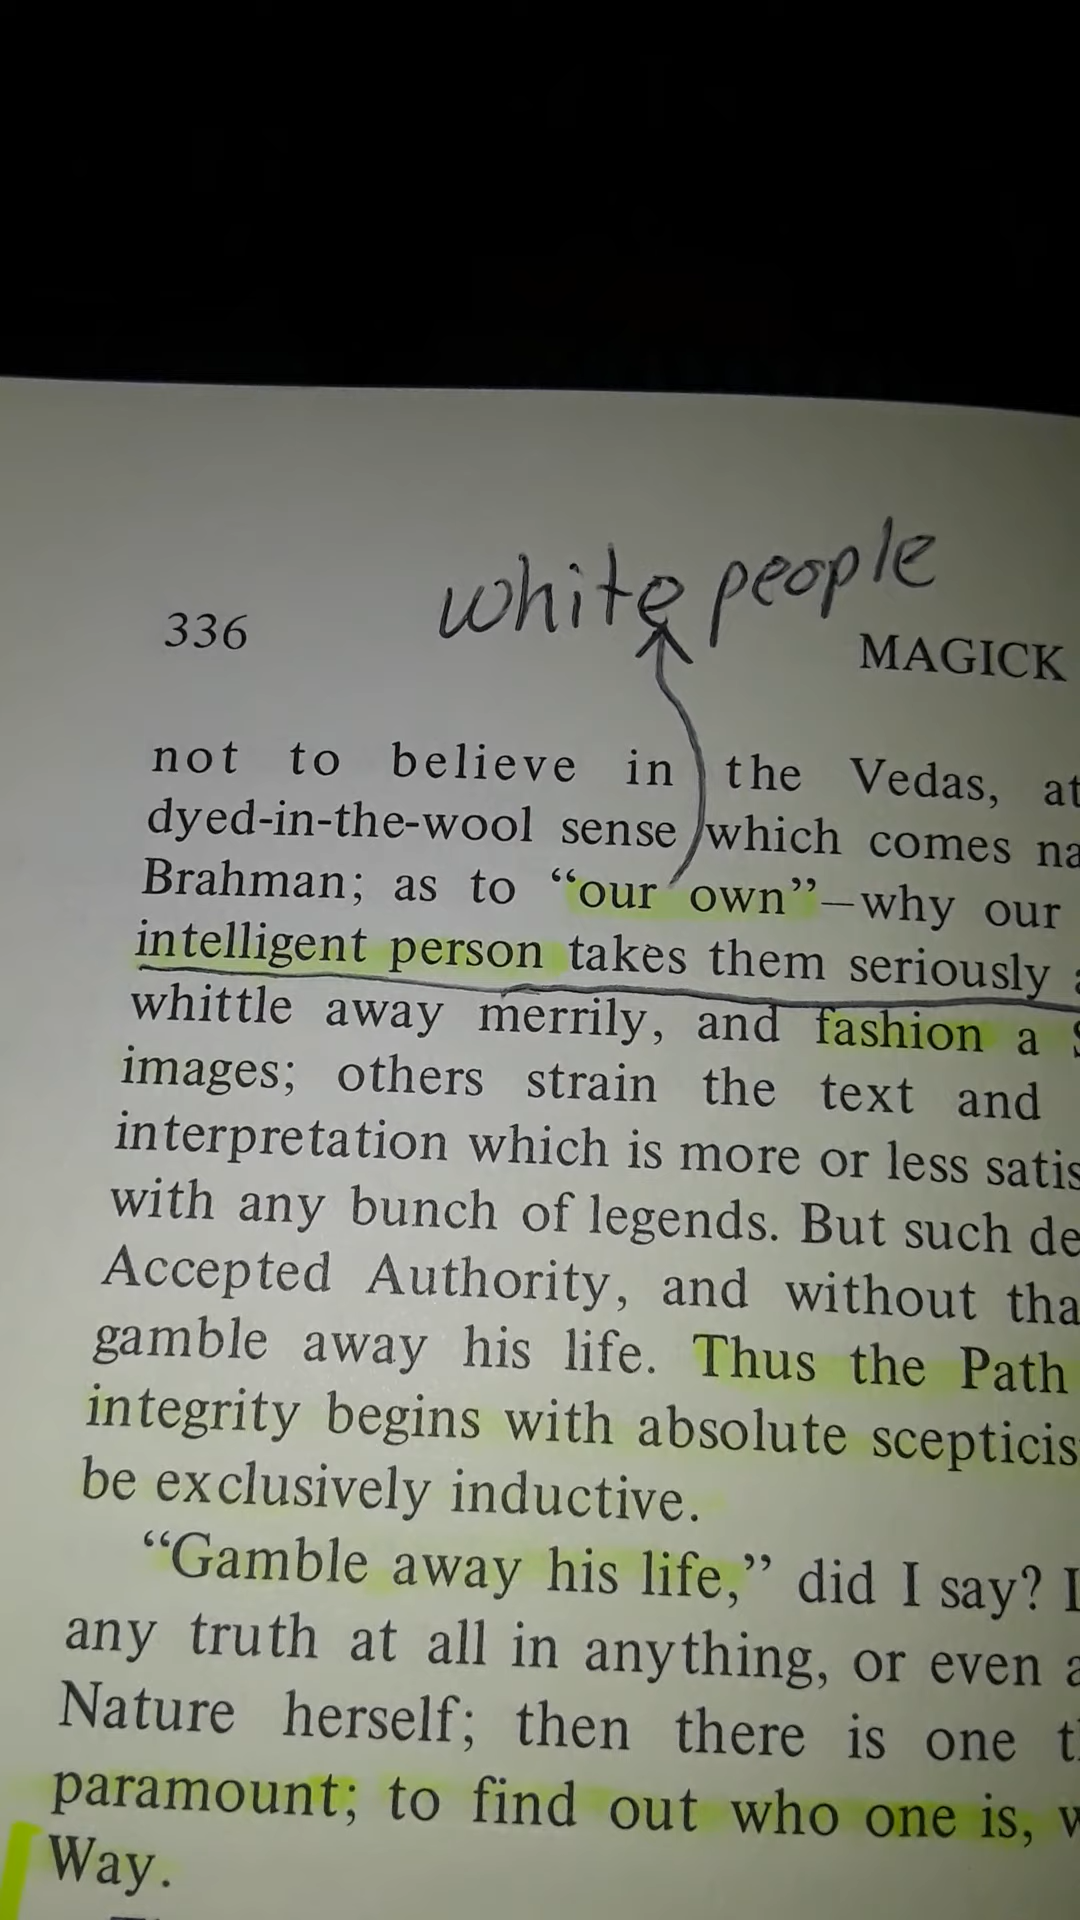 white people
336 MAGICK
not to believe in the Vedas, at
dyed-in-the-wool sense which comes na
Brahman; as to “our own”—why our
intelligent person takes them seriously
whittle away merrily, and fashion a
images; others strain the text and
interpretation which is more or less satis
with any bunch of legends. But such de
Accepted Authority, and without tha
gamble away his life. Thus the Path
integrity begins with absolute scepticis
be exclusively inductive.
“Gamble away his life,” did I say?
any truth at all in anything, or even
Nature herself; then there is one
paramount; to find out who one is,
Way.